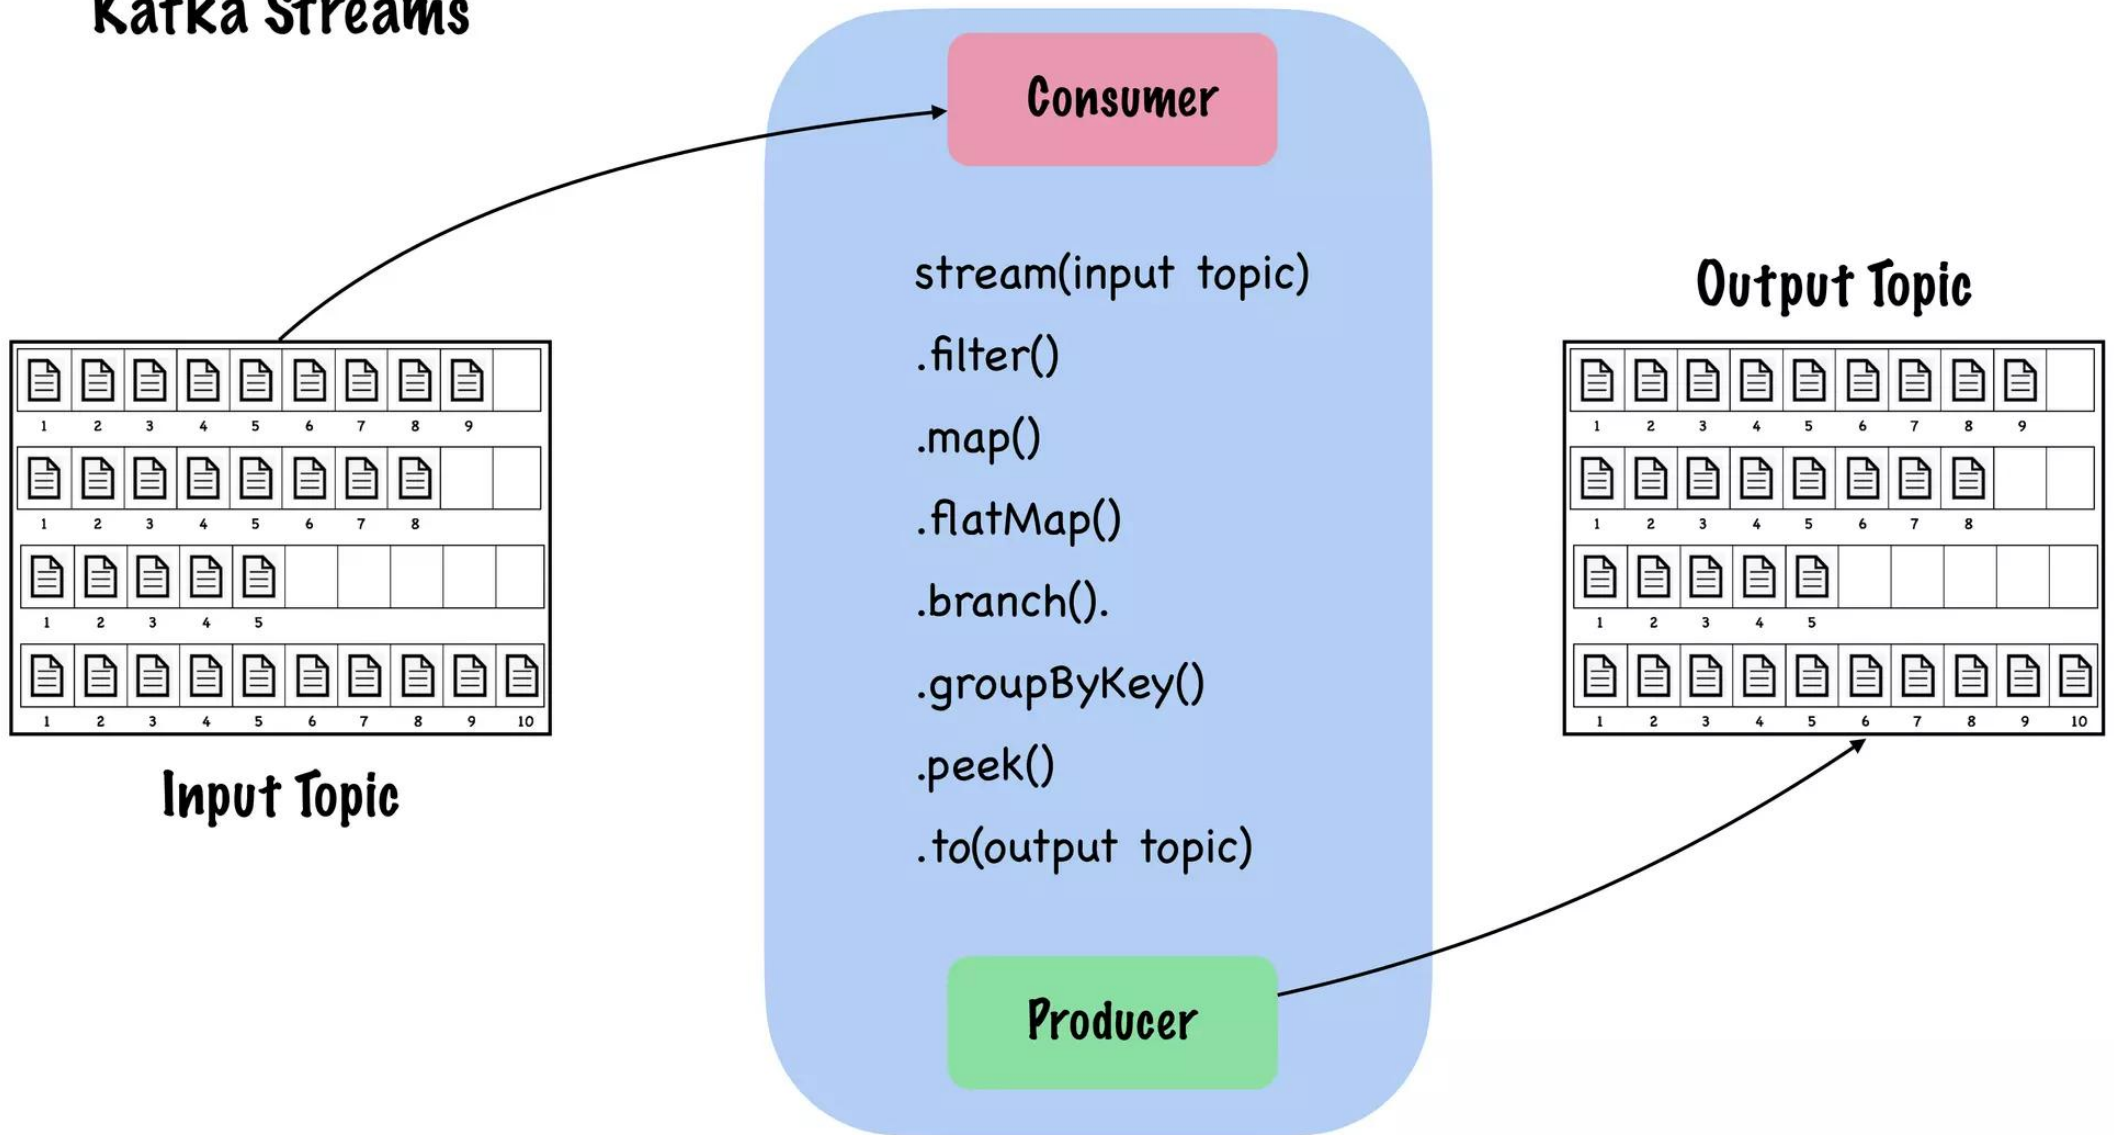 Kafka Streams
Consumer
stream(input topic)
.filter()
.map()
.flatMap()
.branch().
.groupByKey()
.peek()
.to(output topic)
Producer
1 2 3 4 5 6 7 8 9
1 2 3 4 5 6 7 8
1 2 3 4 5
1 2 3 4 5 6 7 8 9 10
Input Topic
Output Topic
1 2 3 4 5 6 7 8 9
1 2 3 4 5 6 7 8
1 2 3 4 5
1 2 3 4 5 6 7 8 9 10